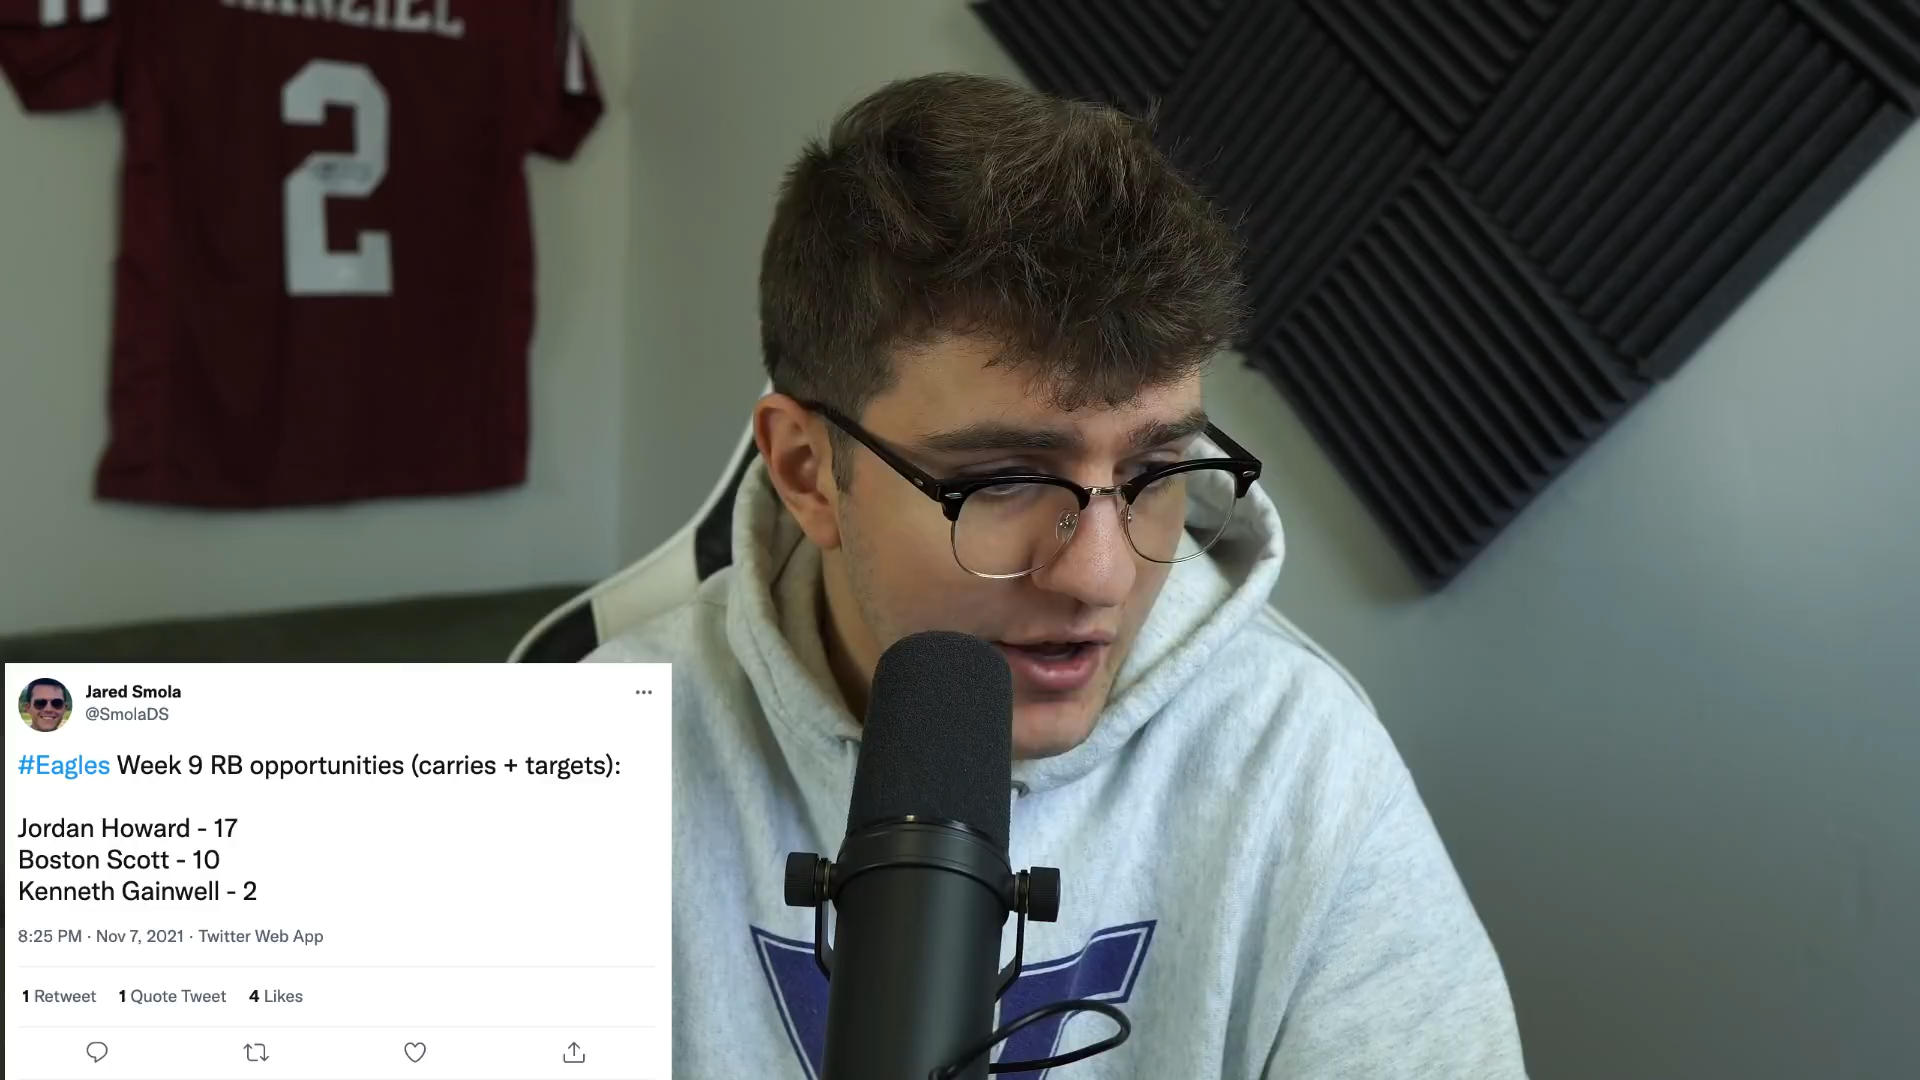 2
Jared Smola
@SmolaDS
#Eagles Week 9 RB opportunities (carries + targets):
Jordan Howard - 17
Boston Scott - 10
Kenneth Gainwell - 2
8:25 PM · Nov 7, 2021 · Twitter Web App
1 Retweet 1 Quote Tweet 4 Likes